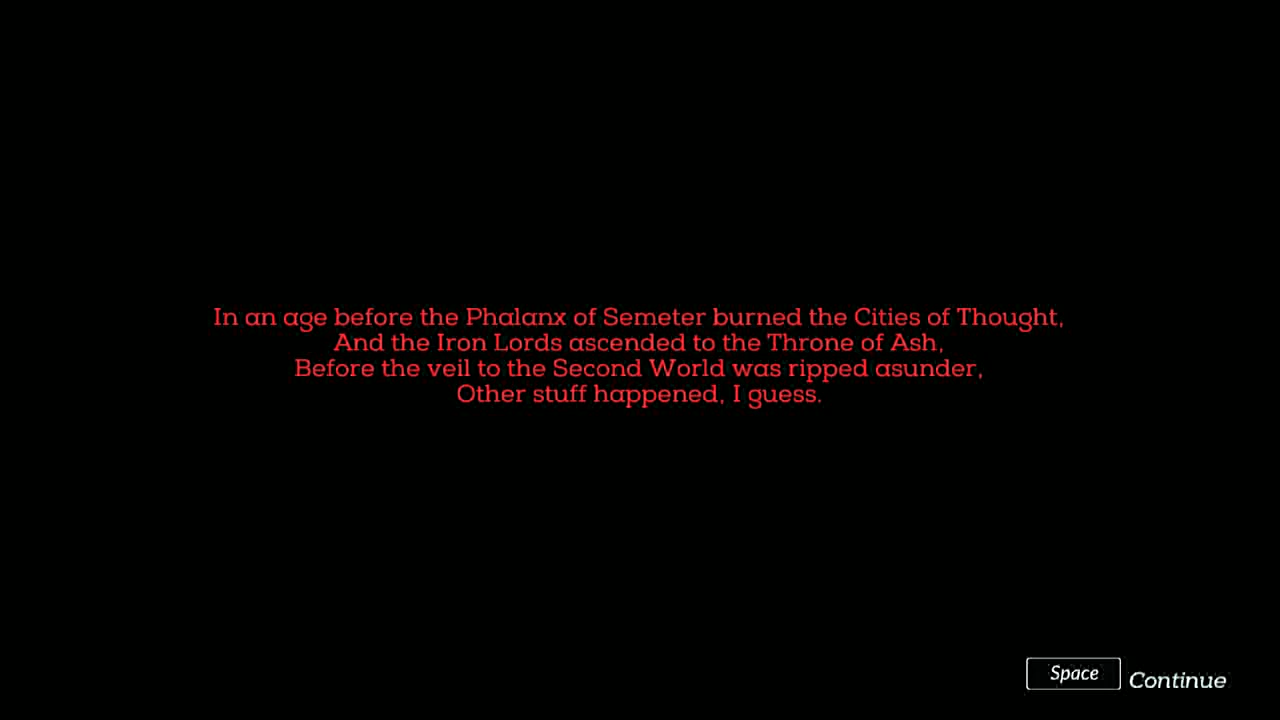 In an age before the Phalanx of Semeter burned the Cities of Thought,
And the Iron Lords ascended to the Throne of Ash,
Before the veil to the Second World was ripped asunder,
Other stuff happened, I guess.
Space Continue